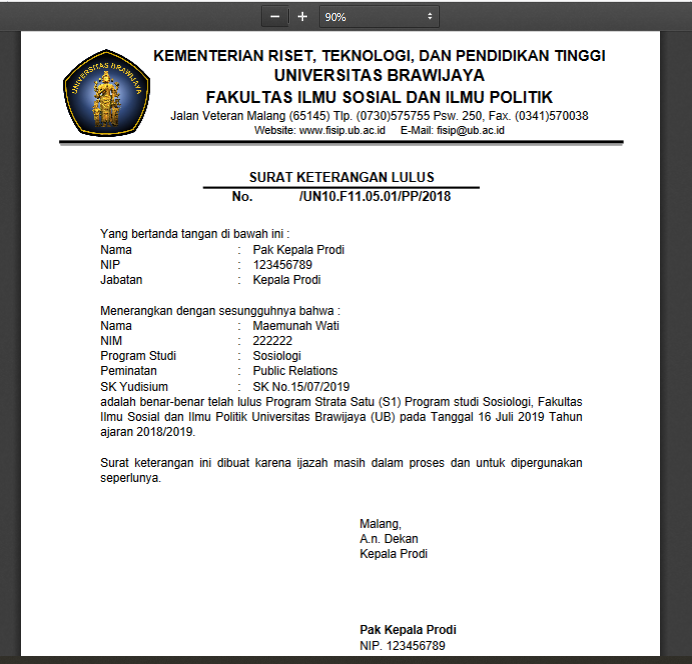 90%
UNIVERSITAS BRAWIJAYA
KEMENTERIAN RISET, TEKNOLOGI, DAN PENDIDIKAN TINGGI
UNIVERSITAS BRAWIJAYA
FAKULTAS ILMU SOSIAL DAN ILMU POLITIK
Jalan Veteran Malang (65145) Tlp. (0730)575755 Psw. 250, Fax. (0341)570038
Website: www.fisip.ub.ac.id E-Mail: fisip@ub.ac.id
SURAT KETERANGAN LULUS
No. /UN10.F11.05.01/PP/2018
Yang bertanda tangan di bawah ini :
Nama : Pak Kepala Prodi
NIP : 123456789
Jabatan : Kepala Prodi
Menerangkan dengan sesungguhnya bahwa :
Nama : Maemunah Wati
NIM : 222222
Program Studi : Sosiologi
Peminatan : Public Relations
SK Yudisium : SK No.15/07/2019
adalah benar-benar telah lulus Program Strata Satu (S1) Program studi Sosiologi, Fakultas
Ilmu Sosial dan Ilmu Politik Universitas Brawijaya (UB) pada Tanggal 16 Juli 2019 Tahun
ajaran 2018/2019.
Surat keterangan ini dibuat karena ijazah masih dalam proses dan untuk dipergunakan
seperlunya.
Malang,
A.n. Dekan
Kepala Prodi
Pak Kepala Prodi
NIP. 123456789